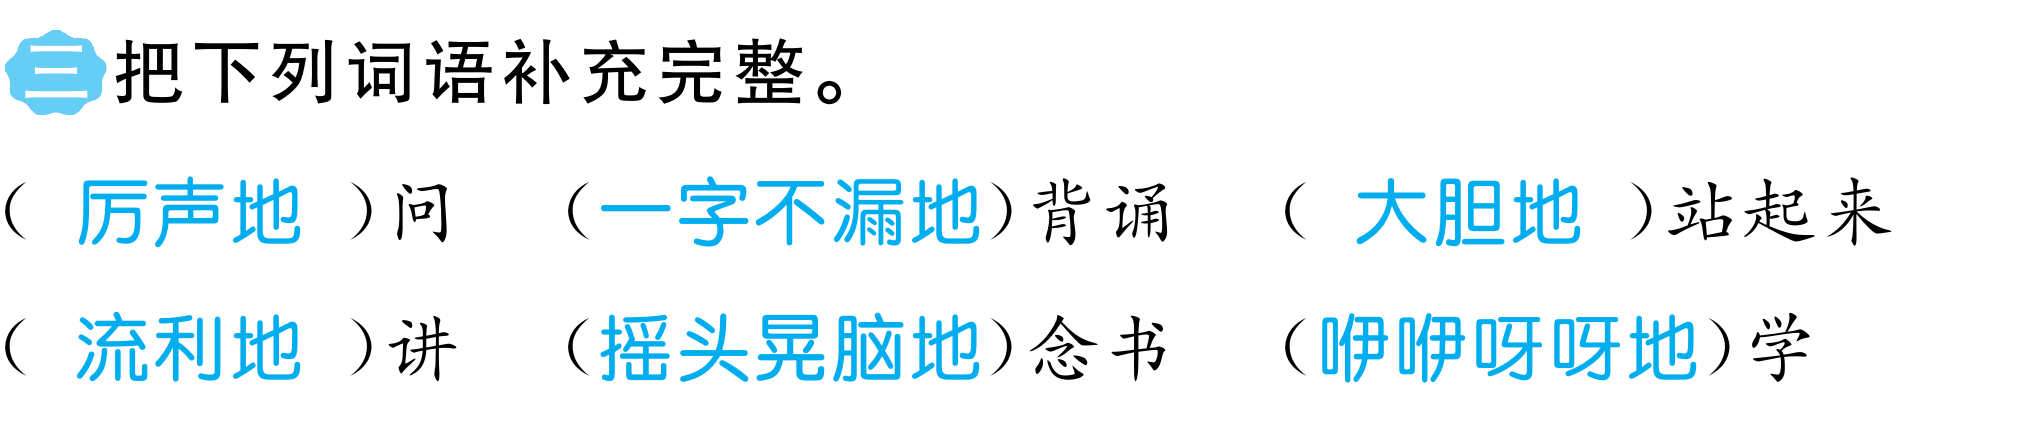 三 把下列词语补充完整。
( 厉声地 )问 (一字不漏地)背诵 ( 大胆地 )站起来
( 流利地 )讲 (摇头晃脑地)念书 (咿咿呀呀地)学